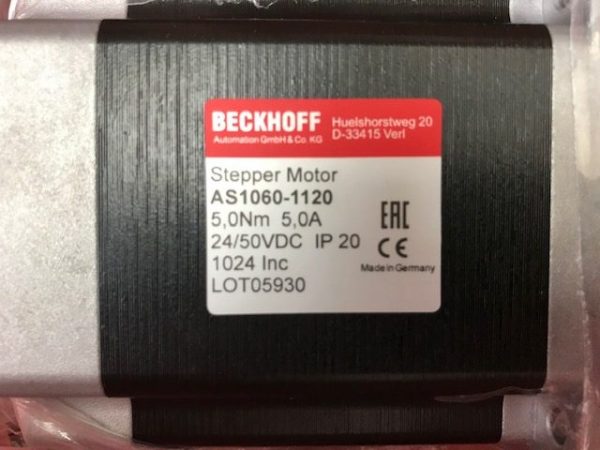 BECKHOFF
Automation GmbH & Co. KG
Huelshorstweg 20
D-33415 Verl
Stepper Motor
AS1060-1120
5,0Nm 5,0A
24/50VDC IP 20
1024 Inc
LOT05930
EAC
CE
Made in Germany